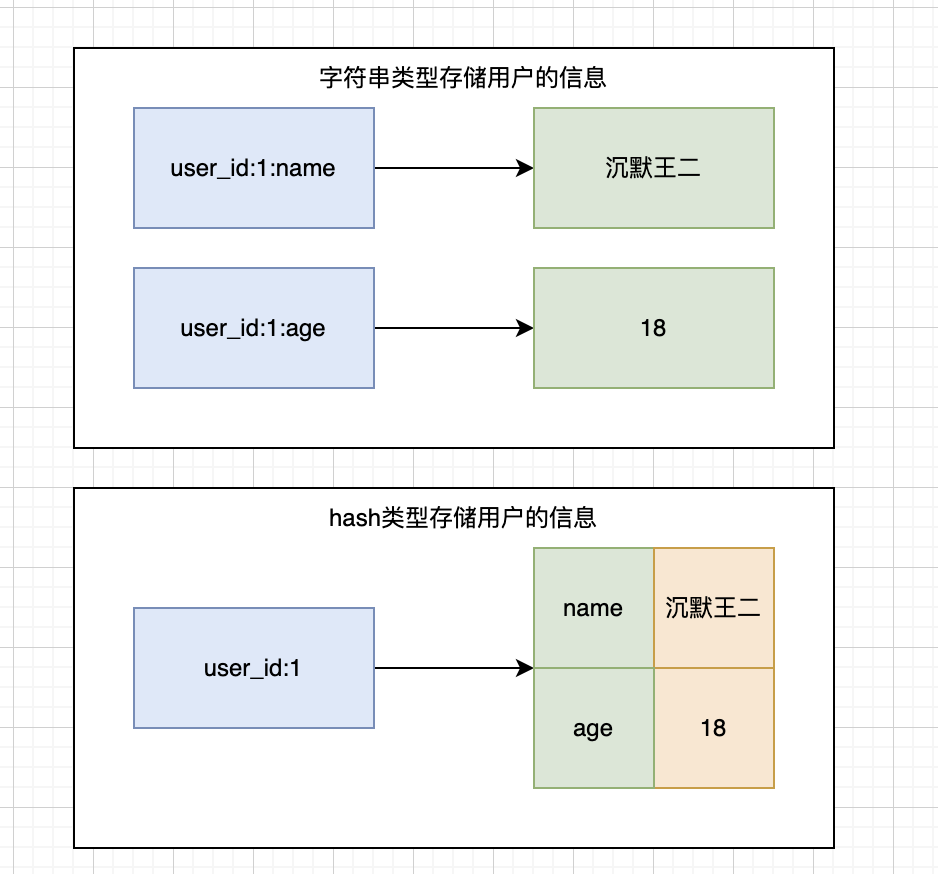 字符串类型存储用户的信息
user_id:1:name
沉默王二
user_id:1:age
18
hash类型存储用户的信息
user_id:1
name
沉默王二
age
18